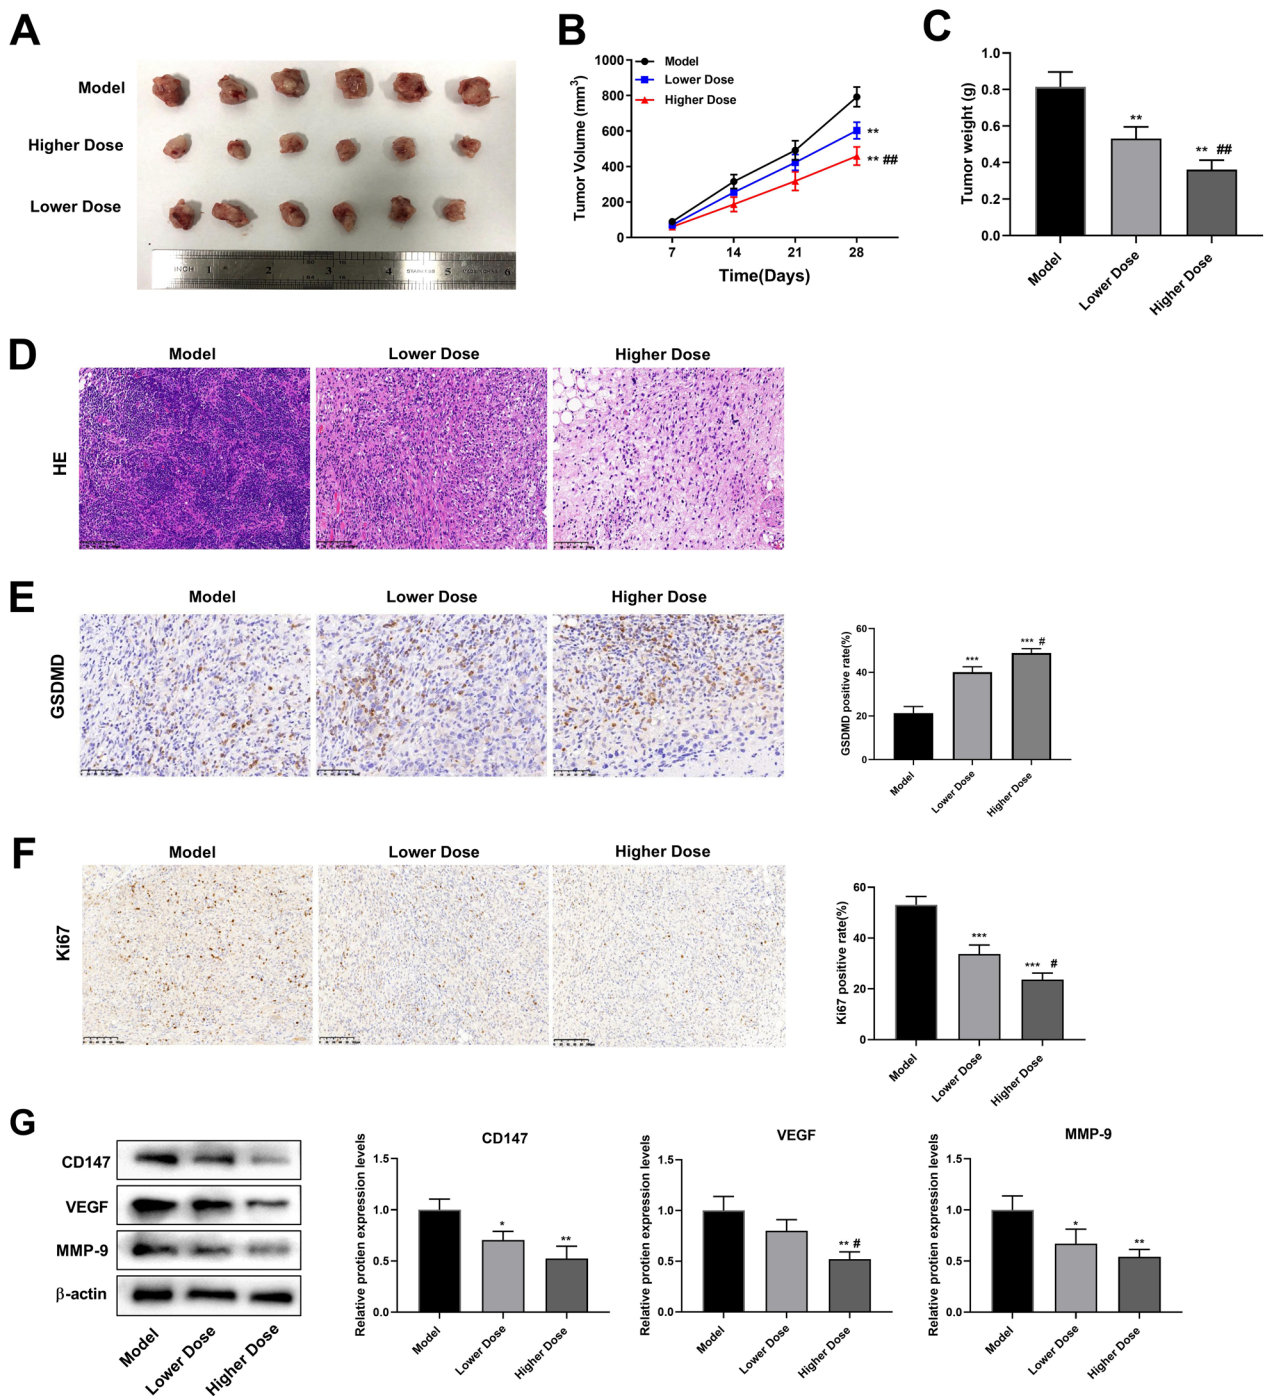 A
Model
Higher Dose
Lower Dose
INCH 1 2 3 4 5 6
B
Tumor Volume (mm³)
1000
800
600
400
200
0
Model
Lower Dose
Higher Dose
**
** ##
7 14 21 28
Time(Days)
C
Tumor weight (g)
1.0
0.8
0.6
0.4
0.2
0.0
**
** ##
Model
Lower Dose
Higher Dose
D
Model Lower Dose Higher Dose
HE
E
Model Lower Dose Higher Dose
GSDMD
GSDMD positive rate(%)
60
40
20
0
***
*** #
Model
Lower Dose
Higher Dose
F
Model Lower Dose Higher Dose
Ki67
Ki67 positive rate(%)
60
40
20
0
***
*** #
Model
Lower Dose
Higher Dose
G
CD147
VEGF
MMP-9
β-actin
Model
Lower Dose
Higher Dose
CD147
Relative protien expression levels
1.5
1.0
0.5
0.0
*
**
Model
Lower Dose
Higher Dose
VEGF
Relative protien expression levels
1.5
1.0
0.5
0.0
** #
Model
Lower Dose
Higher Dose
MMP-9
Relative protien expression levels
1.5
1.0
0.5
0.0
*
**
Model
Lower Dose
Higher Dose